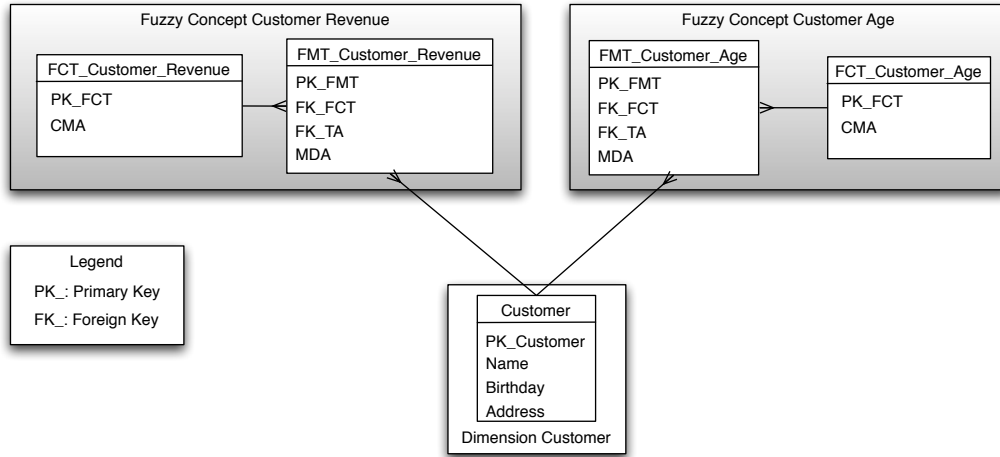 Fuzzy Concept Customer Revenue
FCT_Customer_Revenue
PK_FCT
CMA
FMT_Customer_Revenue
PK_FMT
FK_FCT
FK_TA
MDA
Fuzzy Concept Customer Age
FMT_Customer_Age
PK_FMT
FK_FCT
FK_TA
MDA
FCT_Customer_Age
PK_FCT
CMA
Legend
PK_: Primary Key
FK_: Foreign Key
Customer
PK_Customer
Name
Birthday
Address
Dimension Customer